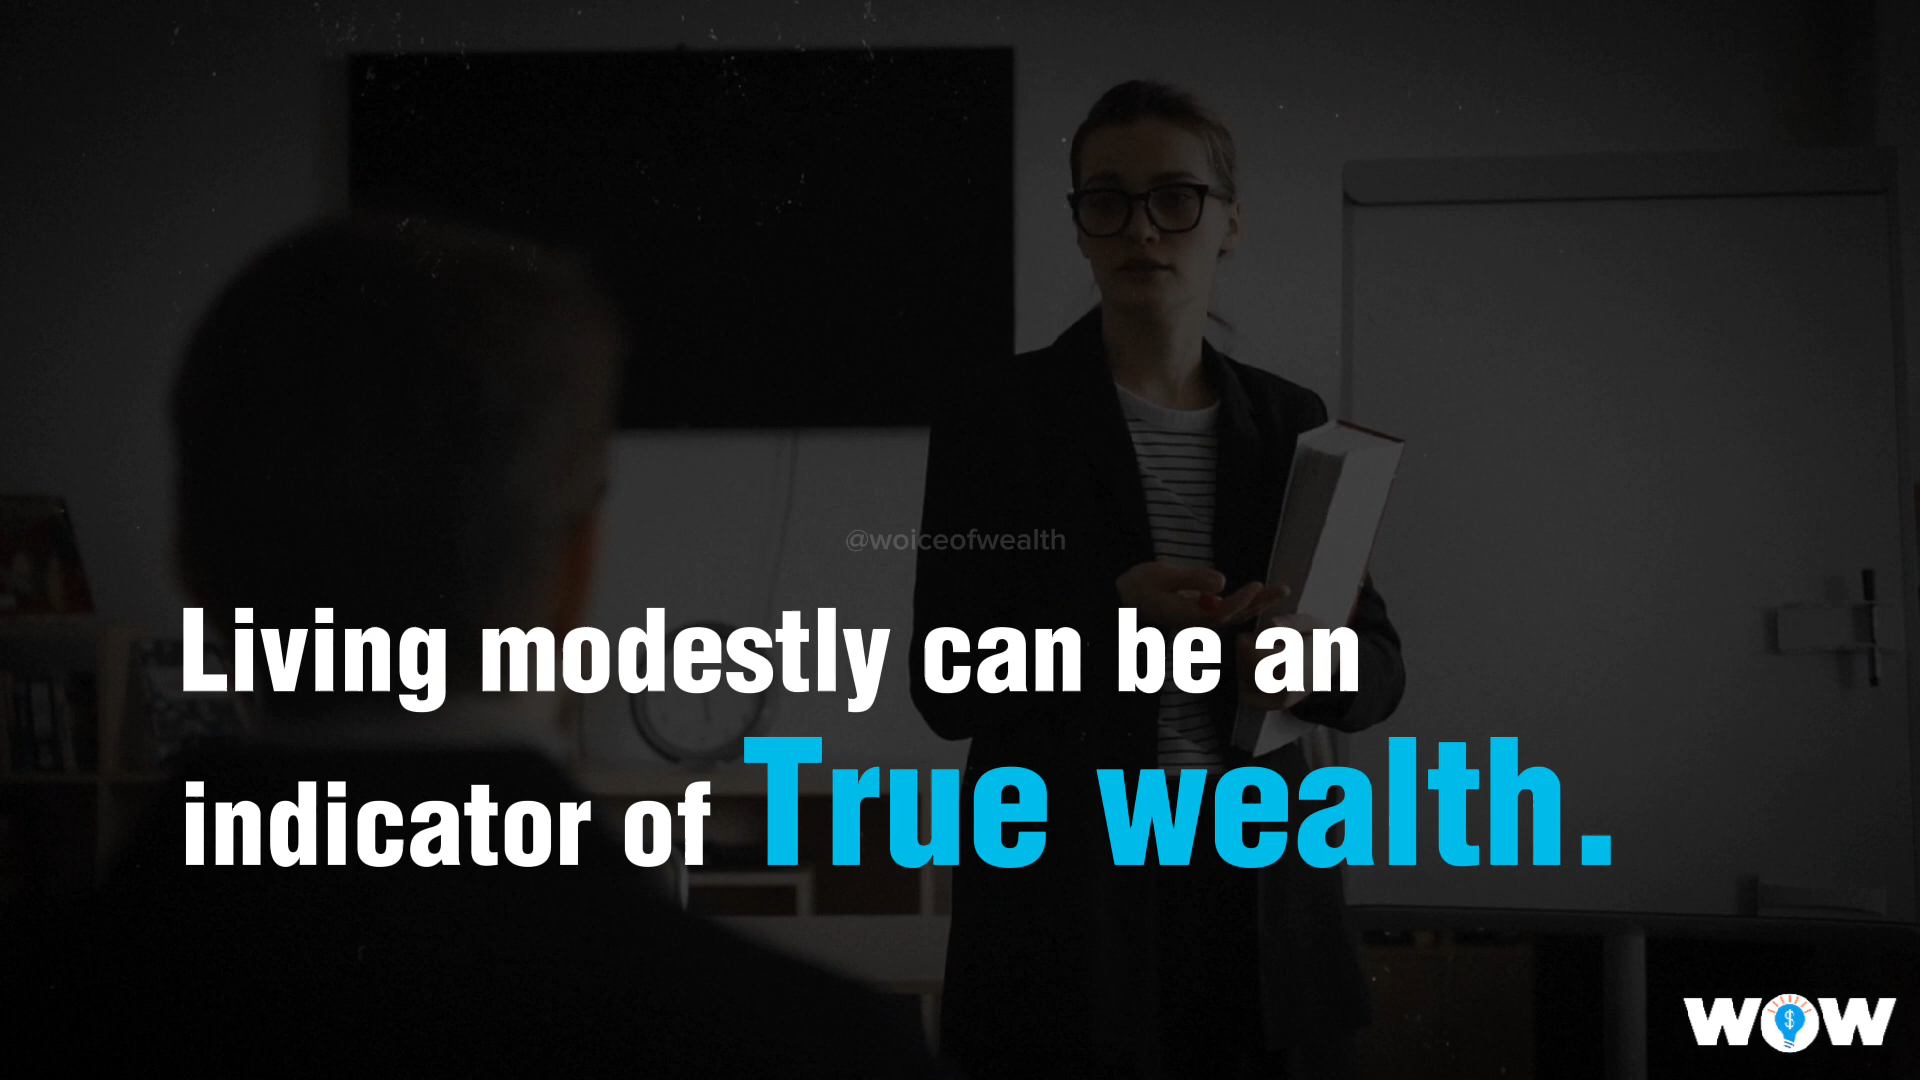 @woiceofwealth
Living modestly can be an
indicator of True wealth.
WOW